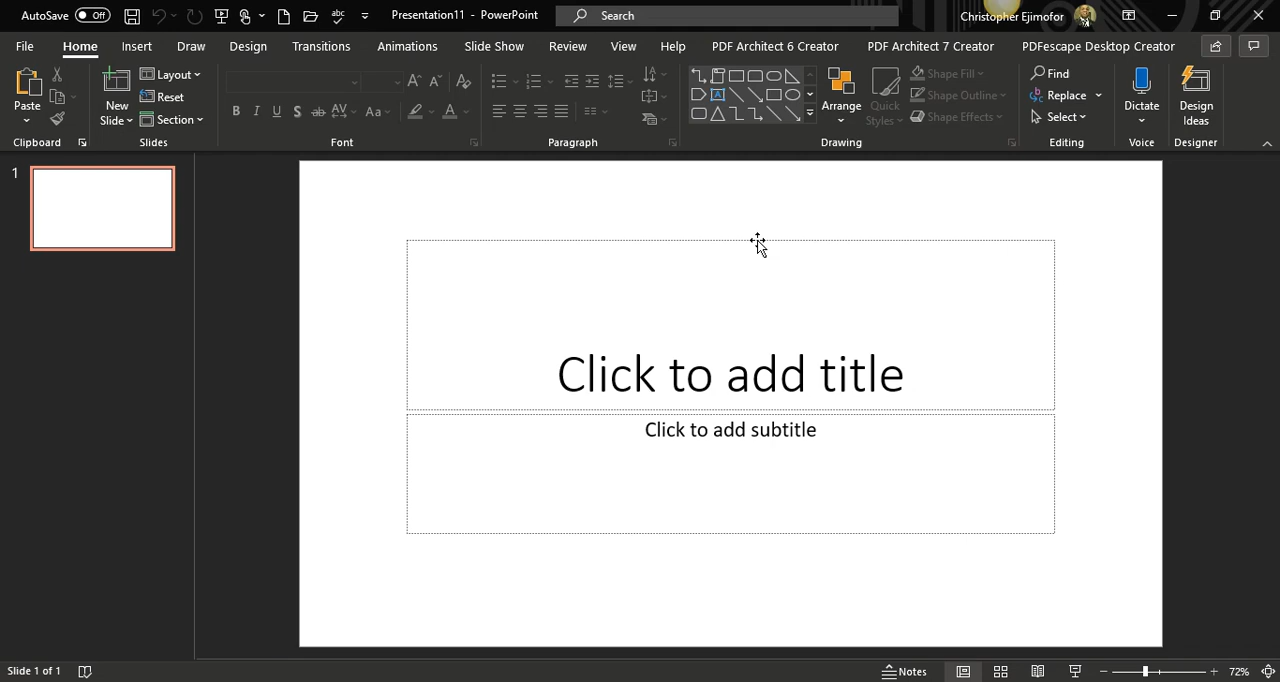 AutoSave Off Presentation11 - PowerPoint Search Christopher Ejimofor
File Home Insert Draw Design Transitions Animations Slide Show Review View Help PDF Architect 6 Creator PDF Architect 7 Creator PDFescape Desktop Creator
Paste
Clipboard
New
Slide
Layout
Reset
Section
Slides
B I U S ab AV Aa A
Font
Paragraph
Arrange
Quick
Styles
Shape Fill
Shape Outline
Shape Effects
Drawing
Find
Replace
Select
Editing
Dictate
Voice
Design
Ideas
Designer
1
Click to add title
Click to add subtitle
Slide 1 of 1 Notes 72%